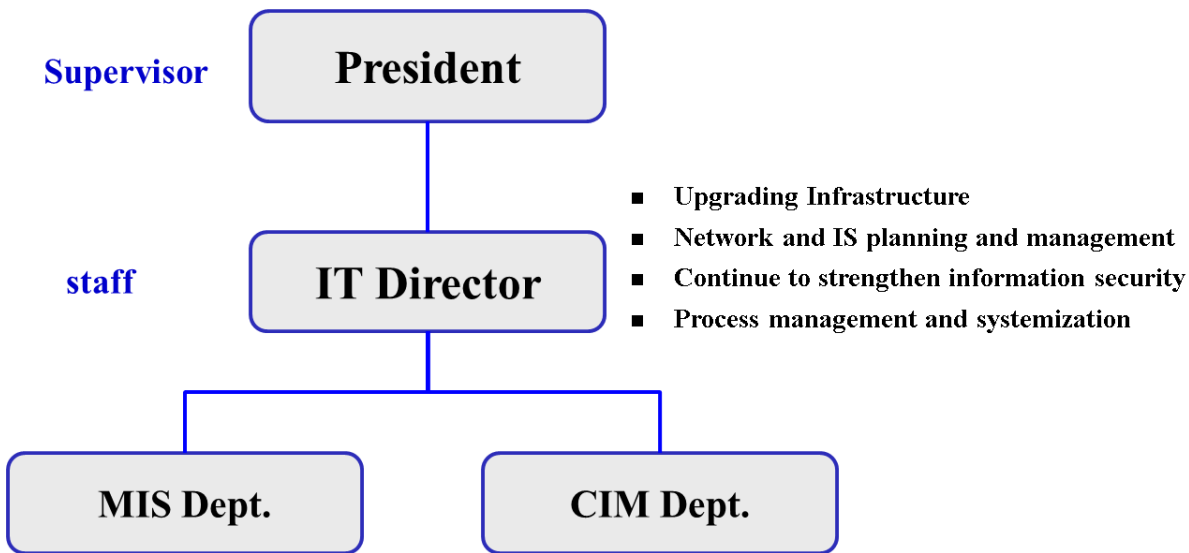 Supervisor
President
■ Upgrading Infrastructure
■ Network and IS planning and management
staff
IT Director
■ Continue to strengthen information security
■ Process management and systemization
MIS Dept.
CIM Dept.